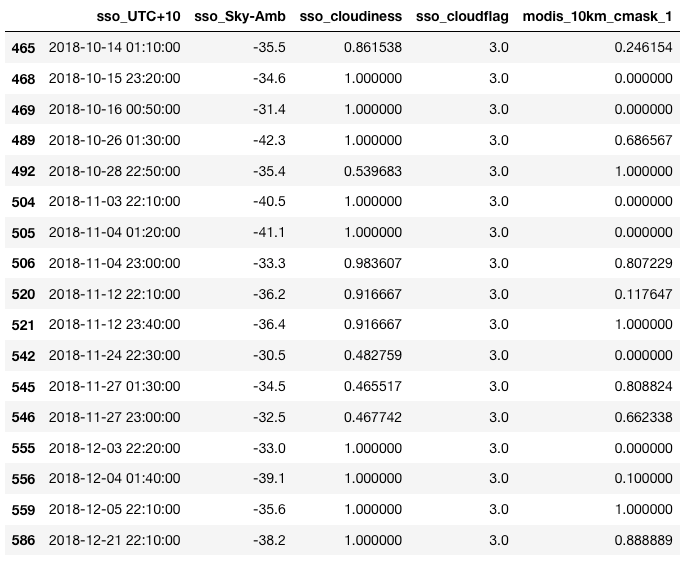 sso_UTC+10 sso_Sky-Amb sso_cloudiness sso_cloudflag modis_10km_cmask_1
465 2018-10-14 01:10:00 -35.5 0.861538 3.0 0.246154
468 2018-10-15 23:20:00 -34.6 1.000000 3.0 0.000000
469 2018-10-16 00:50:00 -31.4 1.000000 3.0 0.000000
489 2018-10-26 01:30:00 -42.3 1.000000 3.0 0.686567
492 2018-10-28 22:50:00 -35.4 0.539683 3.0 1.000000
504 2018-11-03 22:10:00 -40.5 1.000000 3.0 0.000000
505 2018-11-04 01:20:00 -41.1 1.000000 3.0 0.000000
506 2018-11-04 23:00:00 -33.3 0.983607 3.0 0.807229
520 2018-11-12 22:10:00 -36.2 0.916667 3.0 0.117647
521 2018-11-12 23:40:00 -36.4 0.916667 3.0 1.000000
542 2018-11-24 22:30:00 -30.5 0.482759 3.0 0.000000
545 2018-11-27 01:30:00 -34.5 0.465517 3.0 0.808824
546 2018-11-27 23:00:00 -32.5 0.467742 3.0 0.662338
555 2018-12-03 22:20:00 -33.0 1.000000 3.0 0.000000
556 2018-12-04 01:40:00 -39.1 1.000000 3.0 0.100000
559 2018-12-05 22:10:00 -35.6 1.000000 3.0 1.000000
586 2018-12-21 22:10:00 -38.2 1.000000 3.0 0.888889